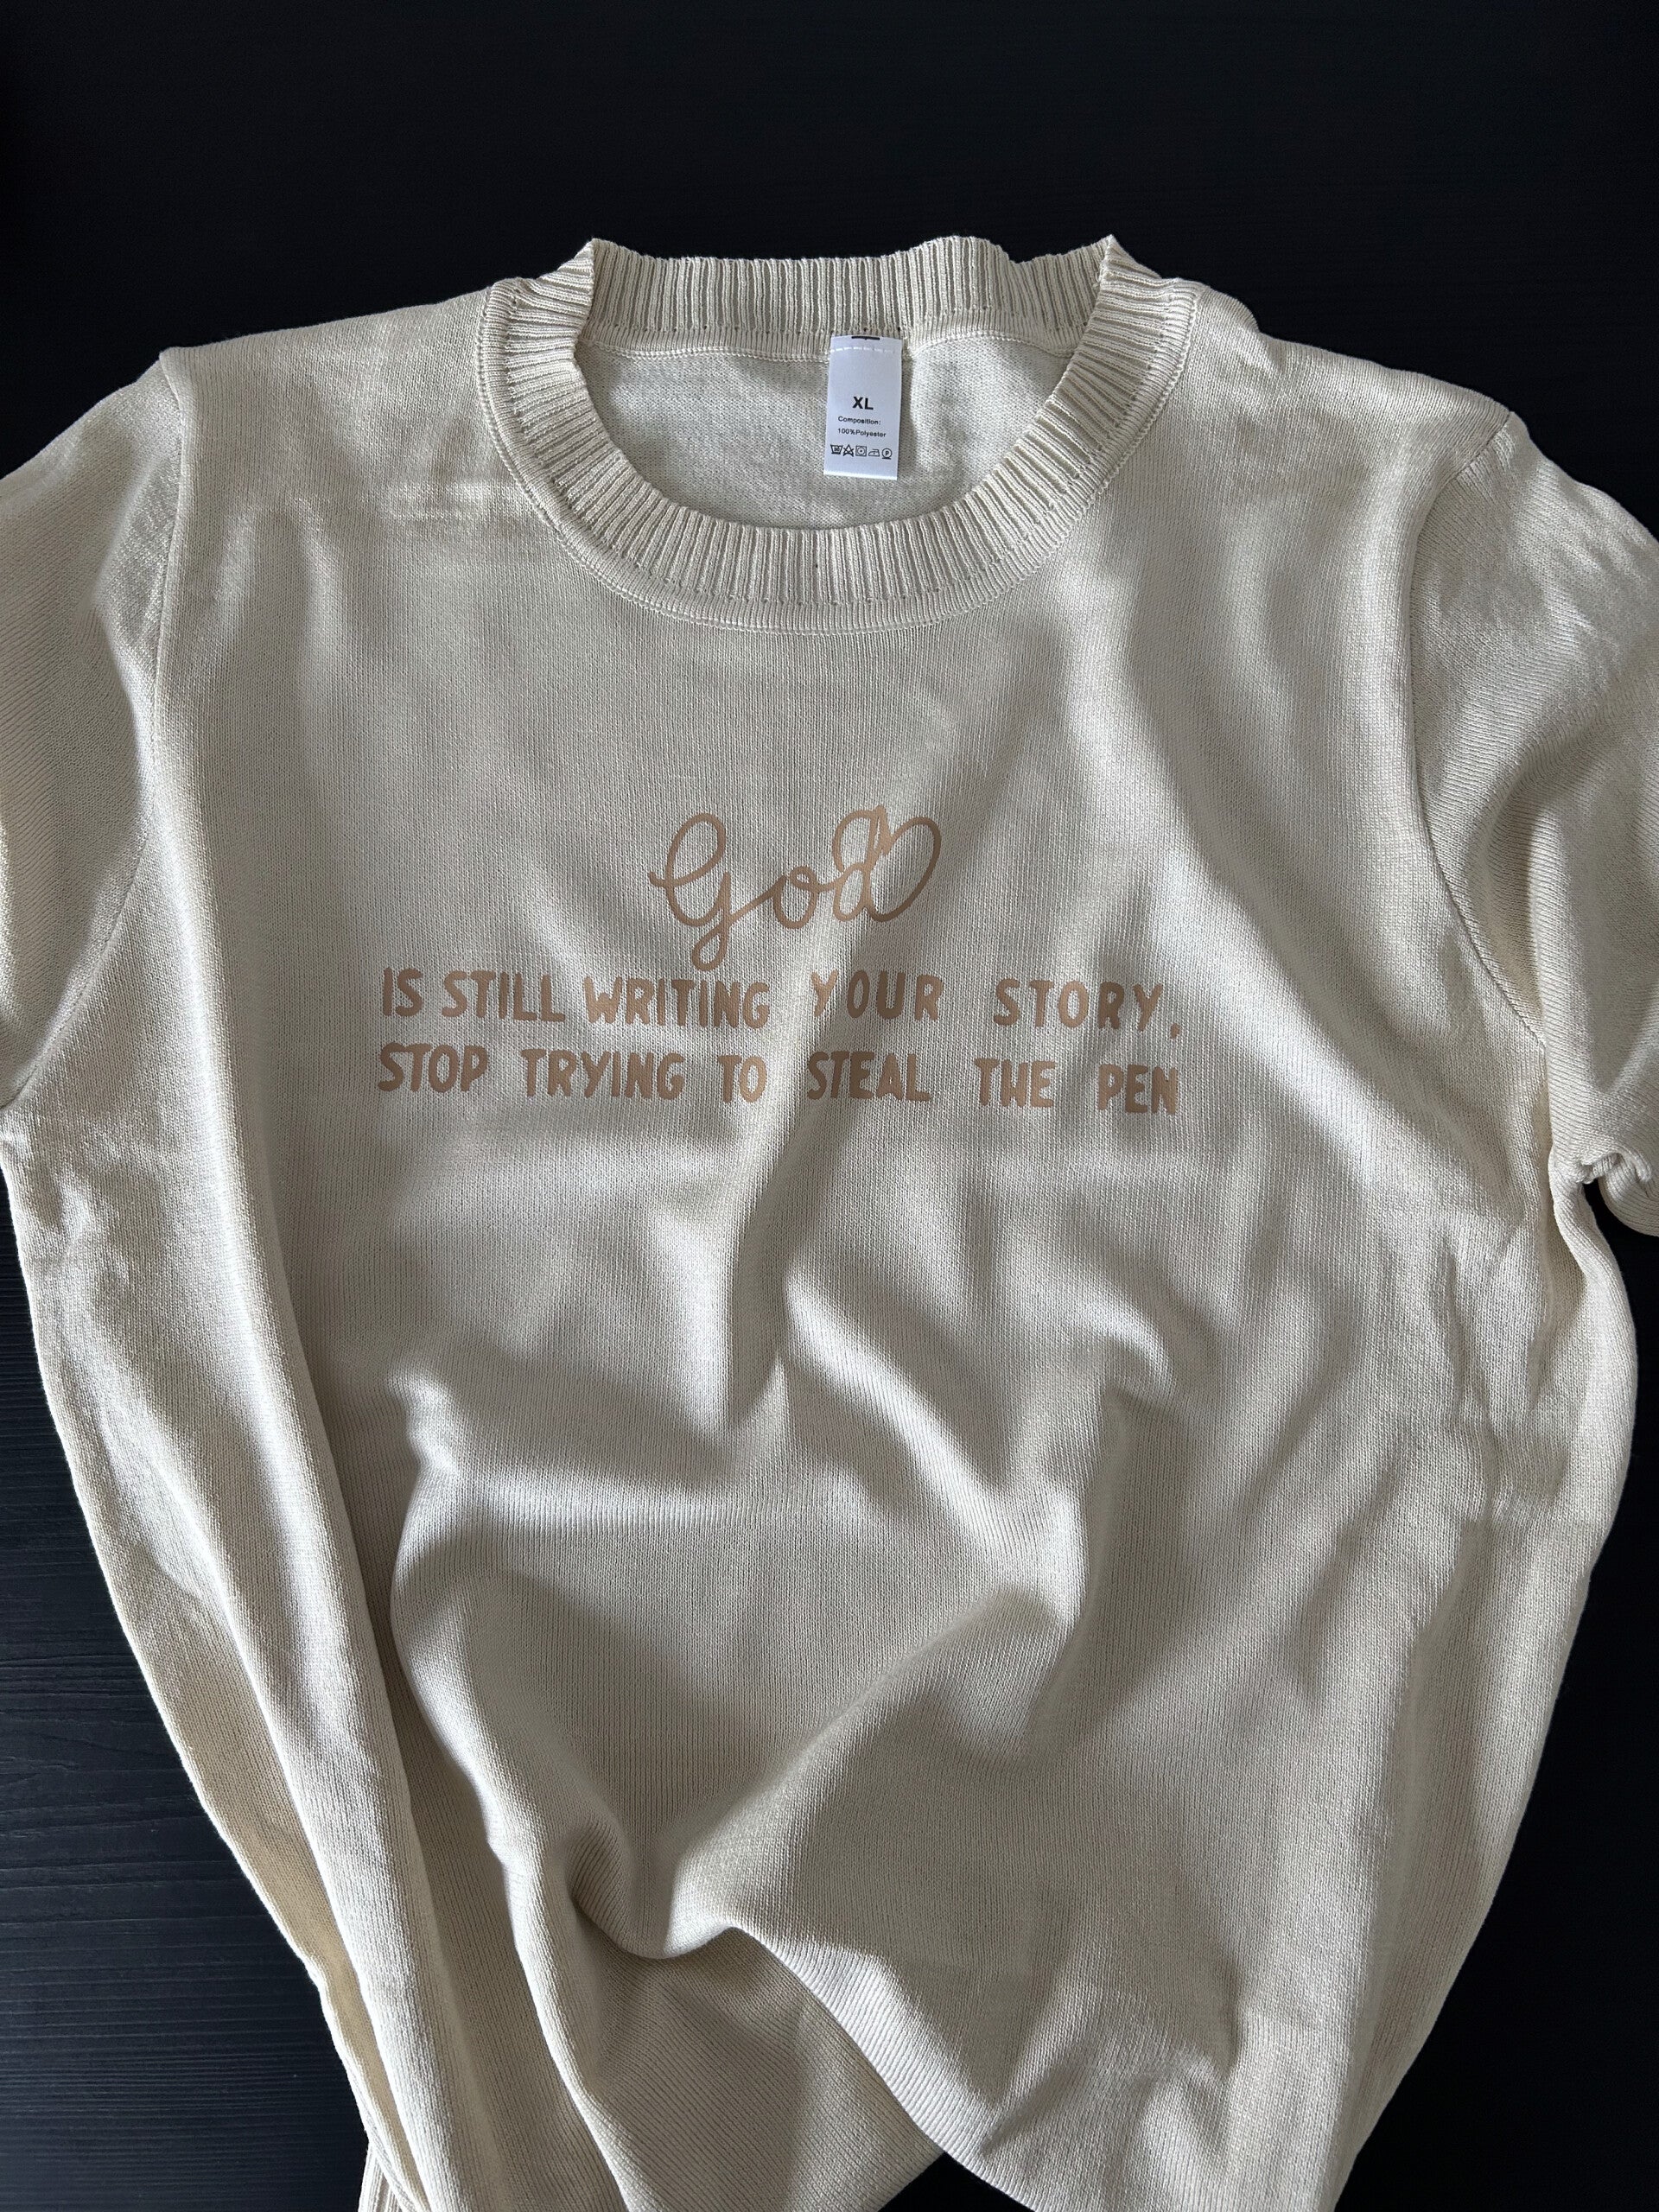 XL
Composition:
100%Polyester
God
IS STILL WRITING YOUR STORY.
STOP TRYING TO STEAL THE PEN